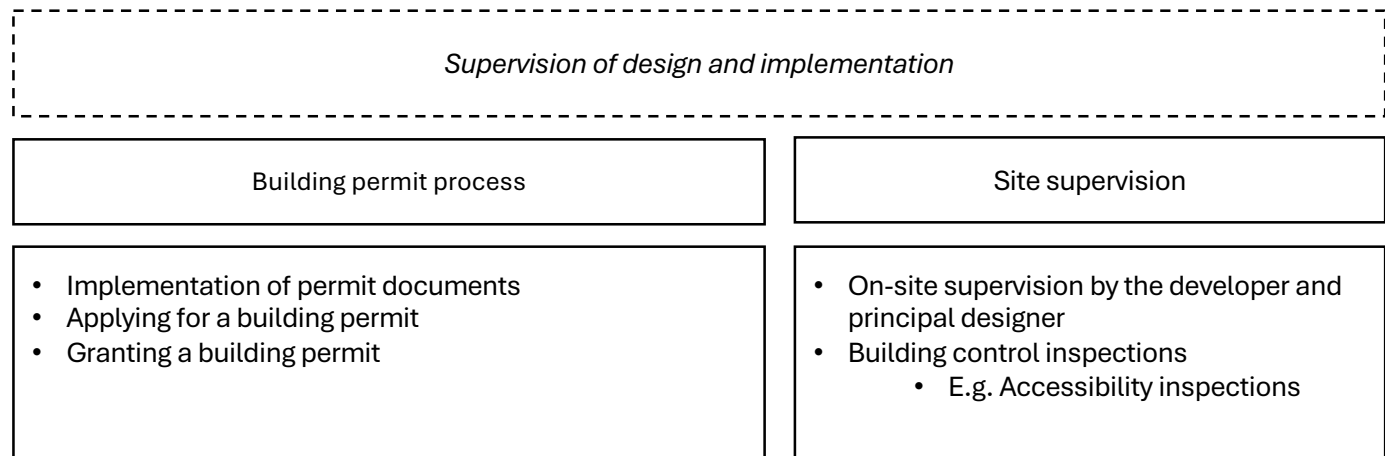 Supervision of design and implementation
Building permit process
Site supervision
• Implementation of permit documents
• Applying for a building permit
• Granting a building permit
• On-site supervision by the developer and
principal designer
• Building control inspections
• E.g. Accessibility inspections